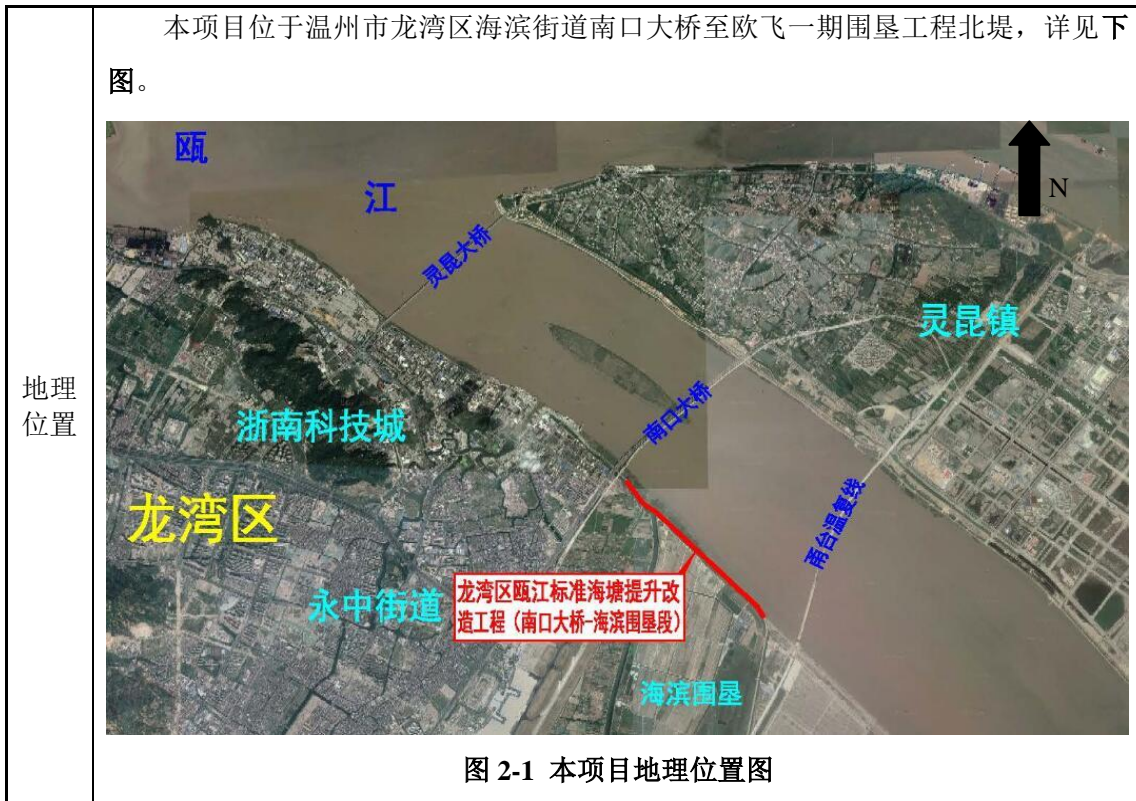 本项目位于温州市龙湾区海滨街道南口大桥至欧飞一期围垦工程北堤，详见下
图。
地理
位置
瓯
江
N
灵昆大桥
灵昆镇
南口大桥
浙南科技城
甬台温复线
龙湾区
永中街道
龙湾区瓯江标准海塘提升改
造工程（南口大桥-海滨围垦段）
海滨围垦
图 2-1 本项目地理位置图